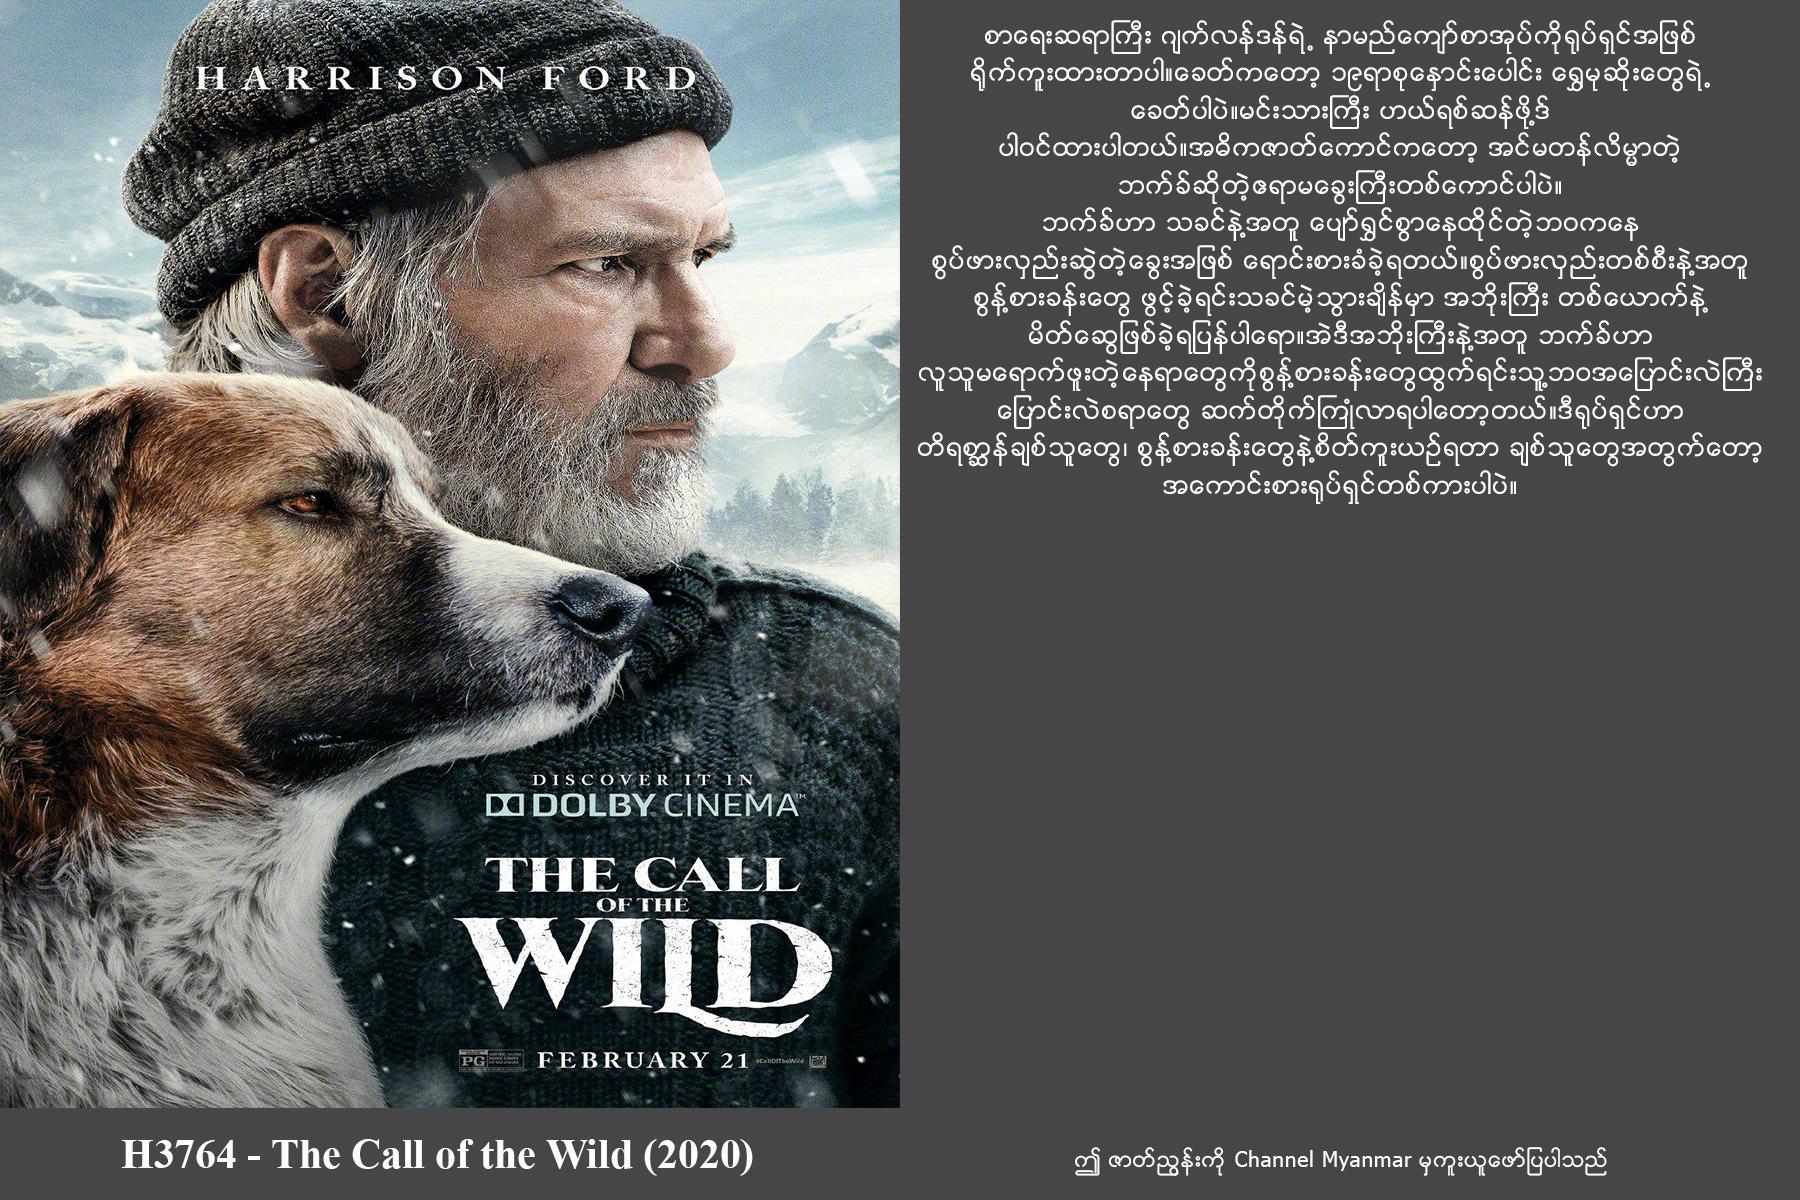 HARRISON FORD
DISCOVER IT IN
DOLBY CINEMA™
THE CALL
OF THE
WILD
PG
FEBRUARY 21
#CallOfTheWild
H3764 - The Call of the Wild (2020)
စာရေးဆရာကြီး ဂျက်လန်ဒန်ရဲ့ နာမည်ကျော်စာအုပ်ကိုရုပ်ရှင်အဖြစ်
ရိုက်ကူးထားတာပါ။ခေတ်ကတော့ ၁၉ရာစုနှောင်းပေါင်း ရွှေမုဆိုးတွေရဲ့
ခေတ်ပါပဲ။မင်းသားကြီး ဟယ်ရစ်ဆန်ဖို့ဒ်
ပါဝင်ထားပါတယ်။အဓိကဇာတ်ကောင်ကတော့ အင်မတန်လိမ္မာတဲ့
ဘက်ခ်ဆိုတဲ့ဧရာမခွေးကြီးတစ်ကောင်ပါပဲ။
ဘက်ခ်ဟာ သခင်နဲ့အတူ ပျော်ရွှင်စွာနေထိုင်တဲ့ဘဝကနေ
စွပ်ဖားလှည်းဆွဲတဲ့ခွေးအဖြစ် ရောင်းစားခံခဲ့ရတယ်။စွပ်ဖားလှည်းတစ်စီးနဲ့အတူ
စွန့်စားခန်းတွေ ဖွင့်ခဲ့ရင်းသခင်မဲ့သွားချိန်မှာ အဘိုးကြီး တစ်ယောက်နဲ့
မိတ်ဆွေဖြစ်ခဲ့ရပြန်ပါရော။အဲဒီအဘိုးကြီးနဲ့အတူ ဘက်ခ်ဟာ
လူသူမရောက်ဖူးတဲ့နေရာတွေကိုစွန့်စားခန်းတွေထွက်ရင်းသူ့ဘဝအပြောင်းလဲကြီး
ပြောင်းလဲစရာတွေ ဆက်တိုက်ကြုံလာရပါတော့တယ်။ဒီရုပ်ရှင်ဟာ
တိရစ္ဆာန်ချစ်သူတွေ၊ စွန့်စားခန်းတွေနဲ့စိတ်ကူးယဉ်ရတာ ချစ်သူတွေအတွက်တော့
အကောင်းစားရုပ်ရှင်တစ်ကားပါပဲ။
ဤ ဇာတ်ညွှန်းကို Channel Myanmar မှကူးယူဖော်ပြပါသည်